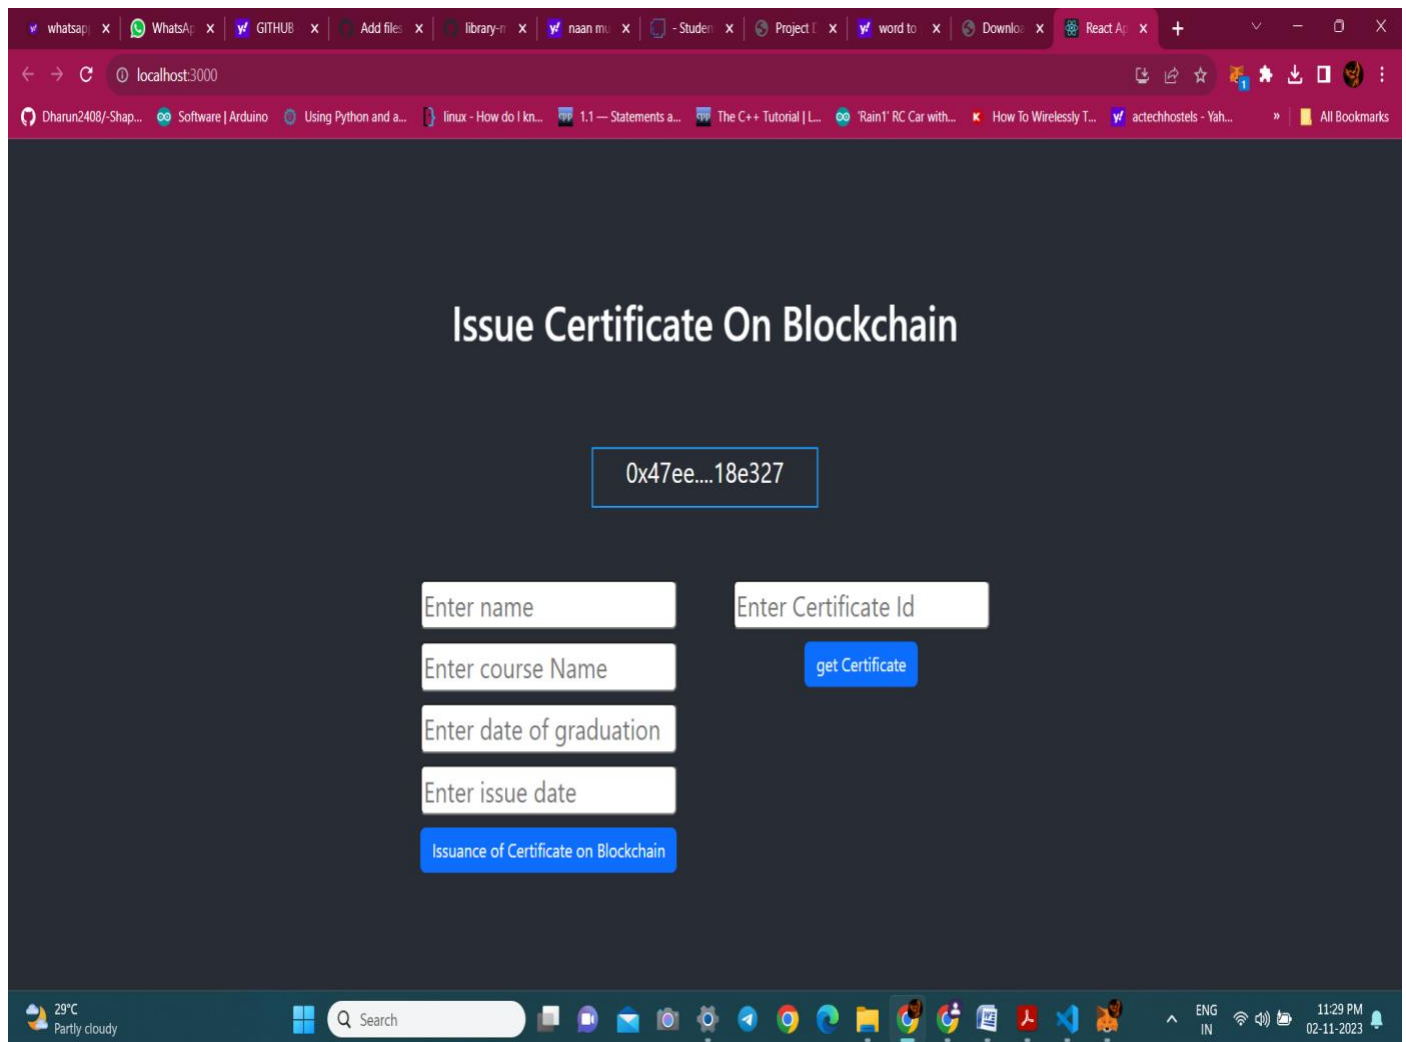 whatsap
WhatsAp
GITHUB
Add files
library-m
naan mu
- Studen
Project D
word to
Downloa
React Ap
localhost:3000
Dharun2408/-Shap...
Software | Arduino
Using Python and a...
linux - How do I kn...
1.1 — Statements a...
The C++ Tutorial | L...
'Rain1' RC Car with...
How To Wirelessly T...
actechhostels - Yah...
»
All Bookmarks
Issue Certificate On Blockchain
0x47ee....18e327
Enter name
Enter Certificate Id
Enter course Name
get Certificate
Enter date of graduation
Enter issue date
Issuance of Certificate on Blockchain
29°C
Partly cloudy
Search
ENG
IN
11:29 PM
02-11-2023